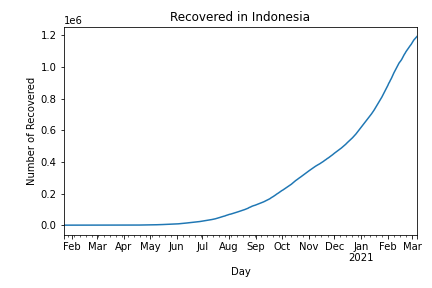 Recovered in Indonesia
1e6
1.2
1.0
0.8
0.6
0.4
0.2
0.0
Number of Recovered
Feb Mar Apr May Jun Jul Aug Sep Oct Nov Dec Jan Feb Mar
2021
Day